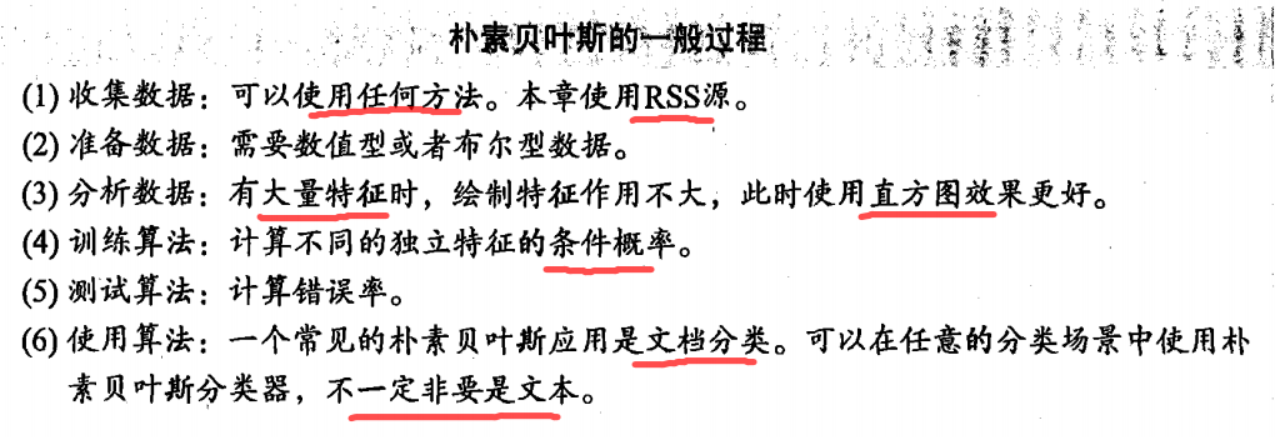 朴素贝叶斯的一般过程
(1) 收集数据：可以使用任何方法。本章使用RSS源。
(2) 准备数据：需要数值型或者布尔型数据。
(3) 分析数据：有大量特征时，绘制特征作用不大，此时使用直方图效果更好。
(4) 训练算法：计算不同的独立特征的条件概率。
(5) 测试算法：计算错误率。
(6) 使用算法：一个常见的朴素贝叶斯应用是文档分类。可以在任意的分类场景中使用朴
素贝叶斯分类器，不一定非要是文本。